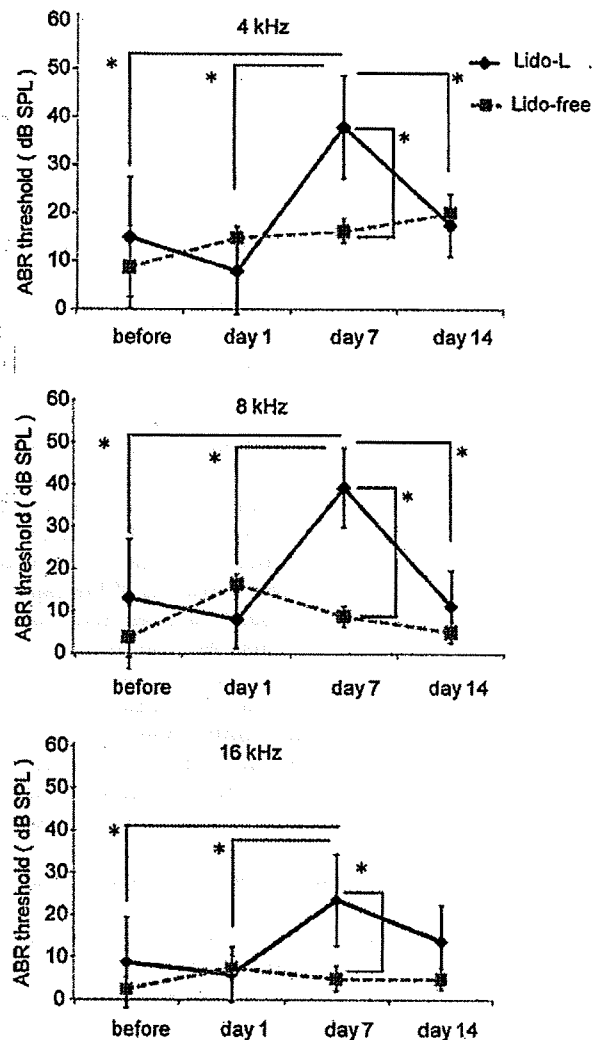 4 kHz
Lido-L
Lido-free
ABR threshold ( dB SPL )
60
50
40
30
20
10
0
*
*
*
*
before day 1 day 7 day 14
8 kHz
ABR threshold ( dB SPL )
60
50
40
30
20
10
0
*
*
*
*
before day 1 day 7 day 14
16 kHz
ABR threshold ( dB SPL )
60
50
40
30
20
10
0
*
*
*
before day 1 day 7 day 14